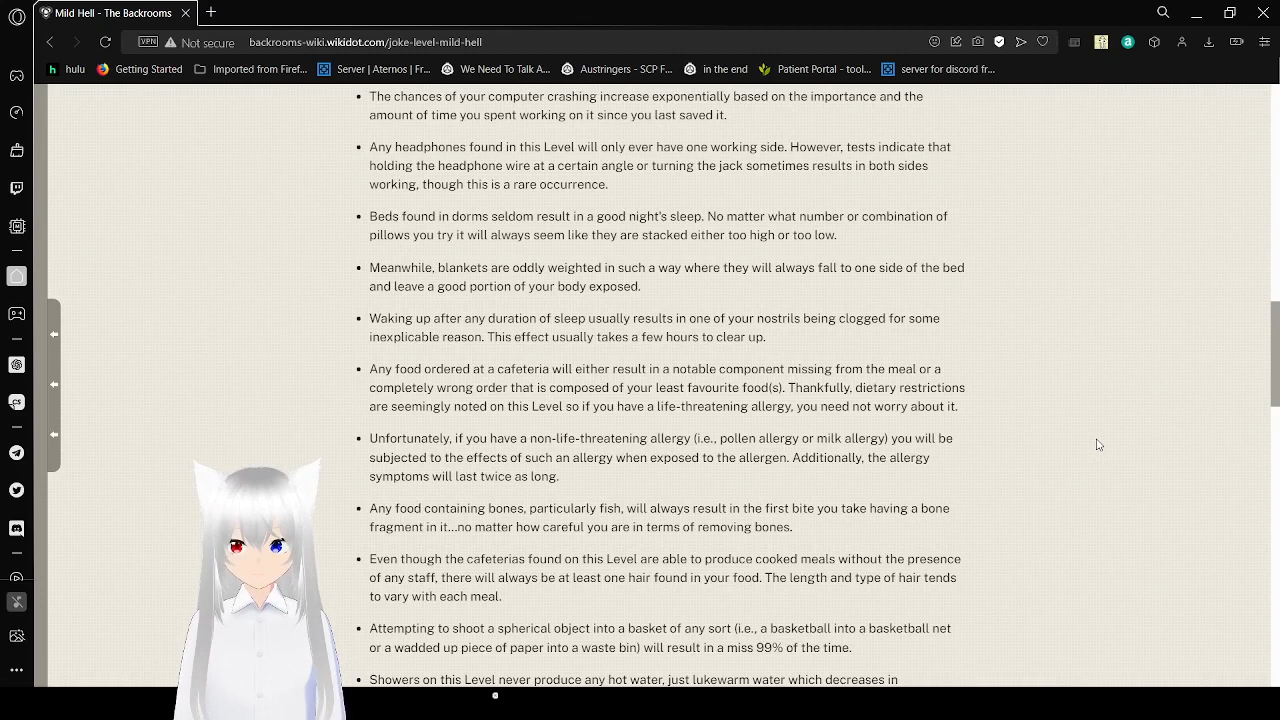 Mild Hell - The Backrooms
VPN Not secure backrooms-wiki.wikidot.com/joke-level-mild-hell
hulu Getting Started Imported from Firef... Server | Aternos | Fr... We Need To Talk A... Austringers - SCP F... in the end Patient Portal - tool... server for discord fr...
The chances of your computer crashing increase exponentially based on the importance and the
amount of time you spent working on it since you last saved it.
Any headphones found in this Level will only ever have one working side. However, tests indicate that
holding the headphone wire at a certain angle or turning the jack sometimes results in both sides
working, though this is a rare occurrence.
Beds found in dorms seldom result in a good night's sleep. No matter what number or combination of
pillows you try it will always seem like they are stacked either too high or too low.
Meanwhile, blankets are oddly weighted in such a way where they will always fall to one side of the bed
and leave a good portion of your body exposed.
Waking up after any duration of sleep usually results in one of your nostrils being clogged for some
inexplicable reason. This effect usually takes a few hours to clear up.
Any food ordered at a cafeteria will either result in a notable component missing from the meal or a
completely wrong order that is composed of your least favourite food(s). Thankfully, dietary restrictions
are seemingly noted on this Level so if you have a life-threatening allergy, you need not worry about it.
Unfortunately, if you have a non-life-threatening allergy (i.e., pollen allergy or milk allergy) you will be
subjected to the effects of such an allergy when exposed to the allergen. Additionally, the allergy
symptoms will last twice as long.
Any food containing bones, particularly fish, will always result in the first bite you take having a bone
fragment in it...no matter how careful you are in terms of removing bones.
Even though the cafeterias found on this Level are able to produce cooked meals without the presence
of any staff, there will always be at least one hair found in your food. The length and type of hair tends
to vary with each meal.
Attempting to shoot a spherical object into a basket of any sort (i.e., a basketball into a basketball net
or a wadded up piece of paper into a waste bin) will result in a miss 99% of the time.
Showers on this Level never produce any hot water, just lukewarm water which decreases in